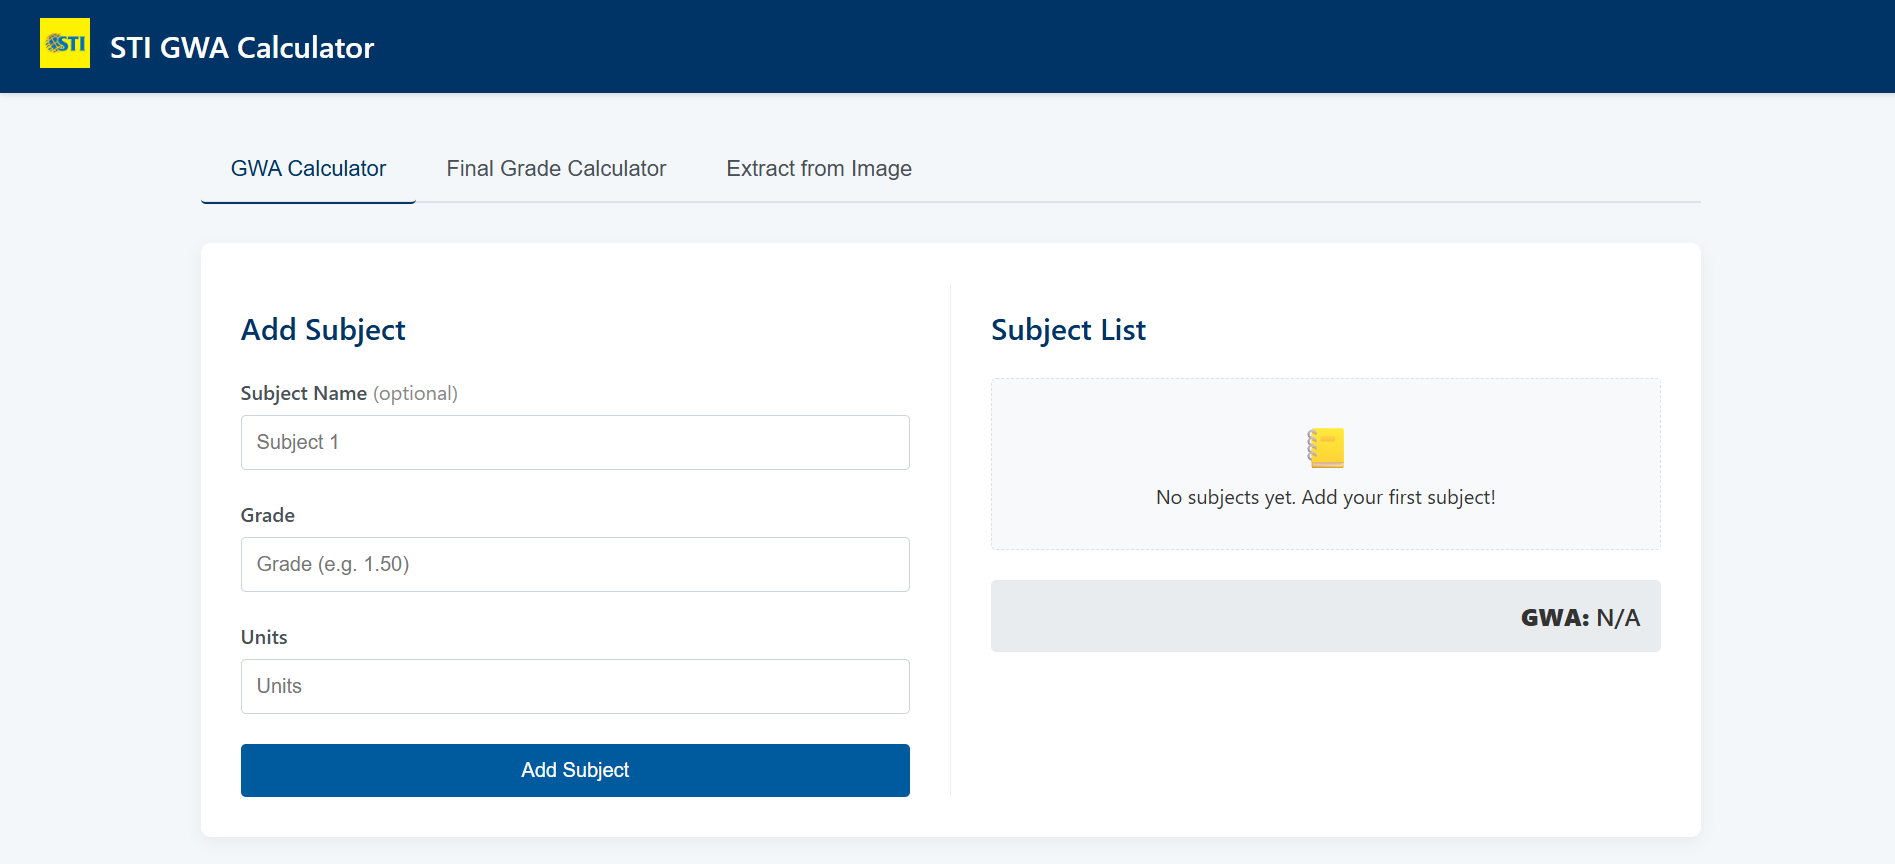 STI
STI GWA Calculator
GWA Calculator
Final Grade Calculator
Extract from Image
Add Subject
Subject Name (optional)
Subject 1
Grade
Grade (e.g. 1.50)
Units
Units
Add Subject
Subject List
No subjects yet. Add your first subject!
GWA: N/A